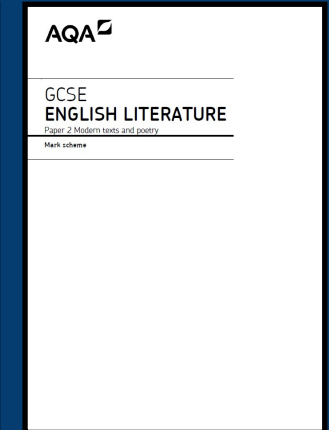 AQA
GCSE
ENGLISH LITERATURE
Paper 2 Modern texts and poetry
Mark scheme